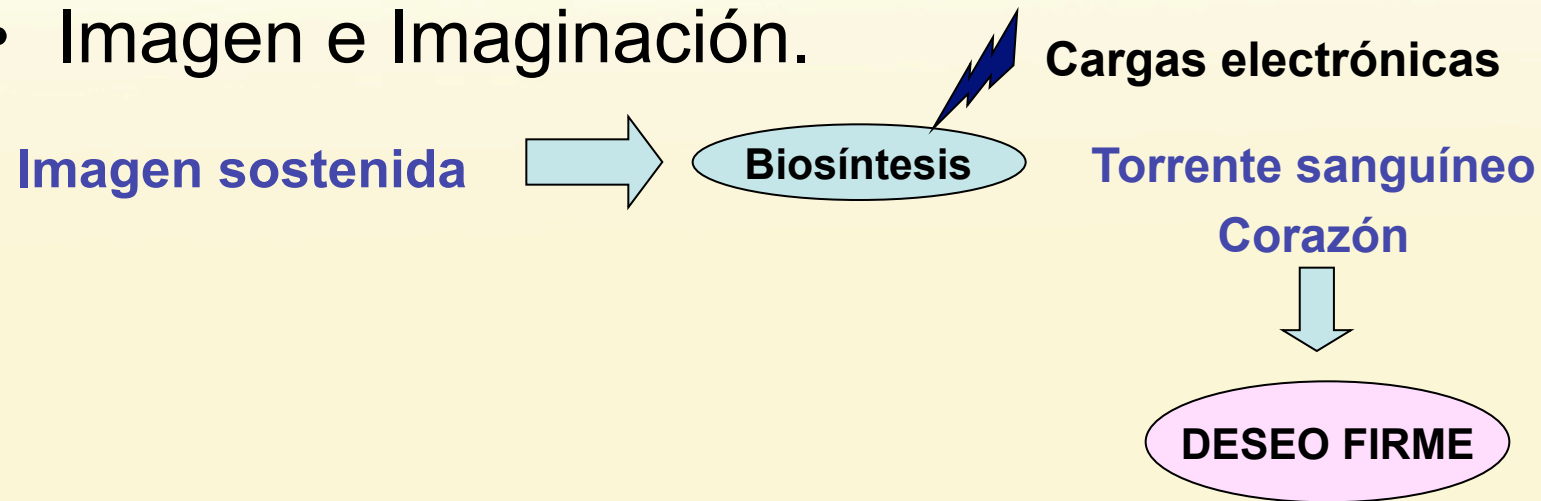 • Imagen e Imaginación.
Cargas electrónicas
Imagen sostenida
Biosíntesis
Torrente sanguíneo
Corazón
DESEO FIRME